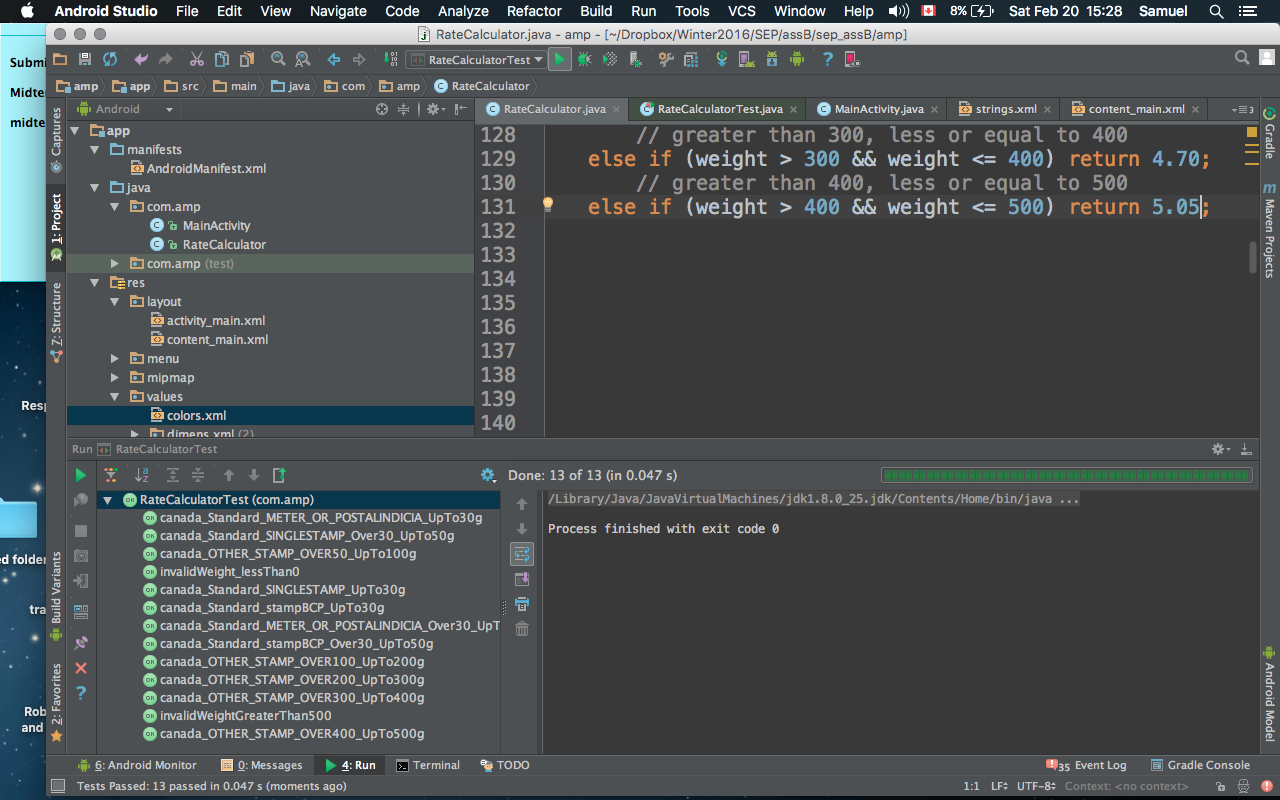 Android Studio File Edit View Navigate Code Analyze Refactor Build Run Tools VCS Window Help 8% Sat Feb 20 15:28 Samuel
RateCalculator.java - amp - [~/Dropbox/Winter2016/SEP/assB/sep_assB/amp]
RateCalculatorTest
amp app src main java com amp RateCalculator
Submi
Midte
midte
Resp
ed folder
tra
Rob
and
Captures
1: Project
Z: Structure
Build Variants
2: Favorites
Android
app
manifests
AndroidManifest.xml
java
com.amp
MainActivity
RateCalculator
com.amp (test)
res
layout
activity_main.xml
content_main.xml
menu
mipmap
values
colors.xml
dimens.xml (2)
RateCalculator.java RateCalculatorTest.java MainActivity.java strings.xml content_main.xml 3
128 // greater than 300, less or equal to 400
129 else if (weight > 300 && weight <= 400) return 4.70;
130 // greater than 400, less or equal to 500
131 else if (weight > 400 && weight <= 500) return 5.05;
132
133
134
135
136
137
138
139
140
Gradle
Maven Projects
Android Model
Run RateCalculatorTest
Done: 13 of 13 (in 0.047 s)
RateCalculatorTest (com.amp)
canada_Standard_METER_OR_POSTALINDICIA_UpTo30g
canada_Standard_SINGLESTAMP_Over30_UpTo50g
canada_OTHER_STAMP_OVER50_UpTo100g
invalidWeight_lessThan0
canada_Standard_SINGLESTAMP_UpTo30g
canada_Standard_stampBCP_UpTo30g
canada_Standard_METER_OR_POSTALINDICIA_Over30_UpT
canada_Standard_stampBCP_Over30_UpTo50g
canada_OTHER_STAMP_OVER100_UpTo200g
canada_OTHER_STAMP_OVER200_UpTo300g
canada_OTHER_STAMP_OVER300_UpTo400g
invalidWeightGreaterThan500
canada_OTHER_STAMP_OVER400_UpTo500g
/Library/Java/JavaVirtualMachines/jdk1.8.0_25.jdk/Contents/Home/bin/java ...
Process finished with exit code 0
6: Android Monitor 0: Messages 4: Run Terminal TODO 35 Event Log Gradle Console
Tests Passed: 13 passed in 0.047 s (moments ago) 1:1 LF UTF-8 Context: <no context>